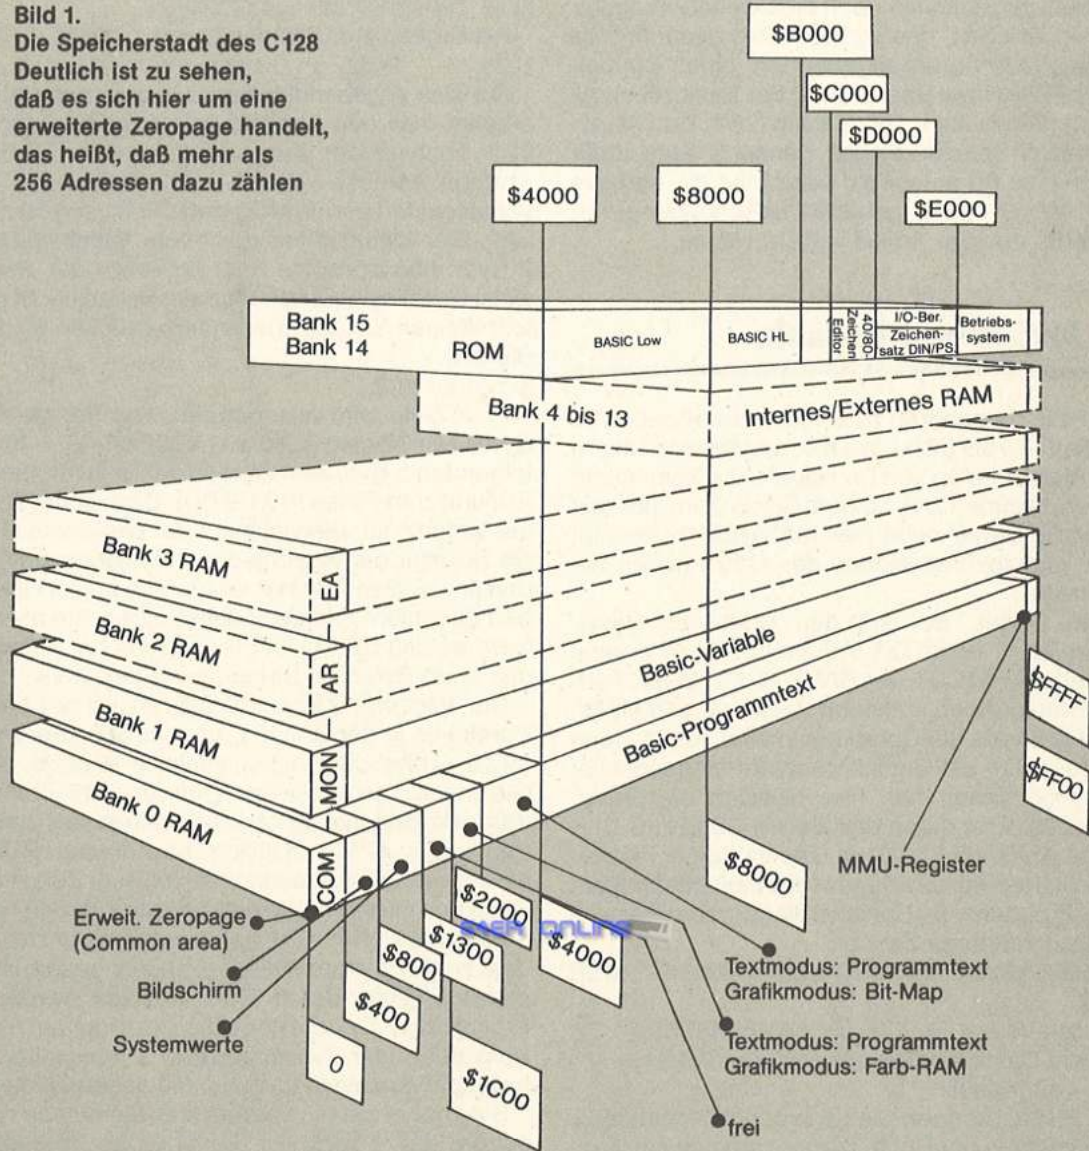 Bild 1.
Die Speicherstadt des C128
Deutlich ist zu sehen,
daß es sich hier um eine
erweiterte Zeropage handelt,
das heißt, daß mehr als
256 Adressen dazu zählen
$B000
$C000
$D000
$4000
$8000
$E000
Bank 15
Bank 14
ROM
BASIC Low
BASIC HL
Editor
Zeichen
40/80-
I/O-Ber.
Zeichen-
satz DIN/PS.
Betriebs-
system
Bank 4 bis 13
Internes/Externes RAM
Bank 3 RAM
EA
Bank 2 RAM
AR
Bank 1 RAM
MON
Bank 0 RAM
COM
Basic-Variable
Basic-Programmtext
$FFFF
$FF00
MMU-Register
$8000
$2000
$4000
$1300
$800
$400
0
$1C00
Erweit. Zeropage
(Common area)
Bildschirm
Systemwerte
Textmodus: Programmtext
Grafikmodus: Bit-Map
Textmodus: Programmtext
Grafikmodus: Farb-RAM
frei
ONLINE